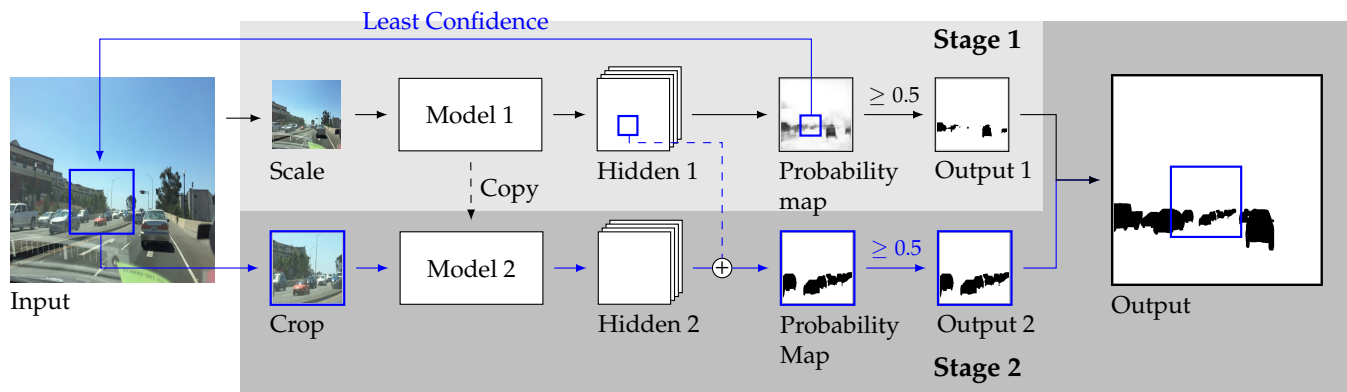 Least Confidence
Stage 1
Model 1
≥ 0.5
Scale
Hidden 1
Probability
map
Output 1
Copy
Model 2
≥ 0.5
Input
Crop
Hidden 2
Probability
Map
Output 2
Output
Stage 2